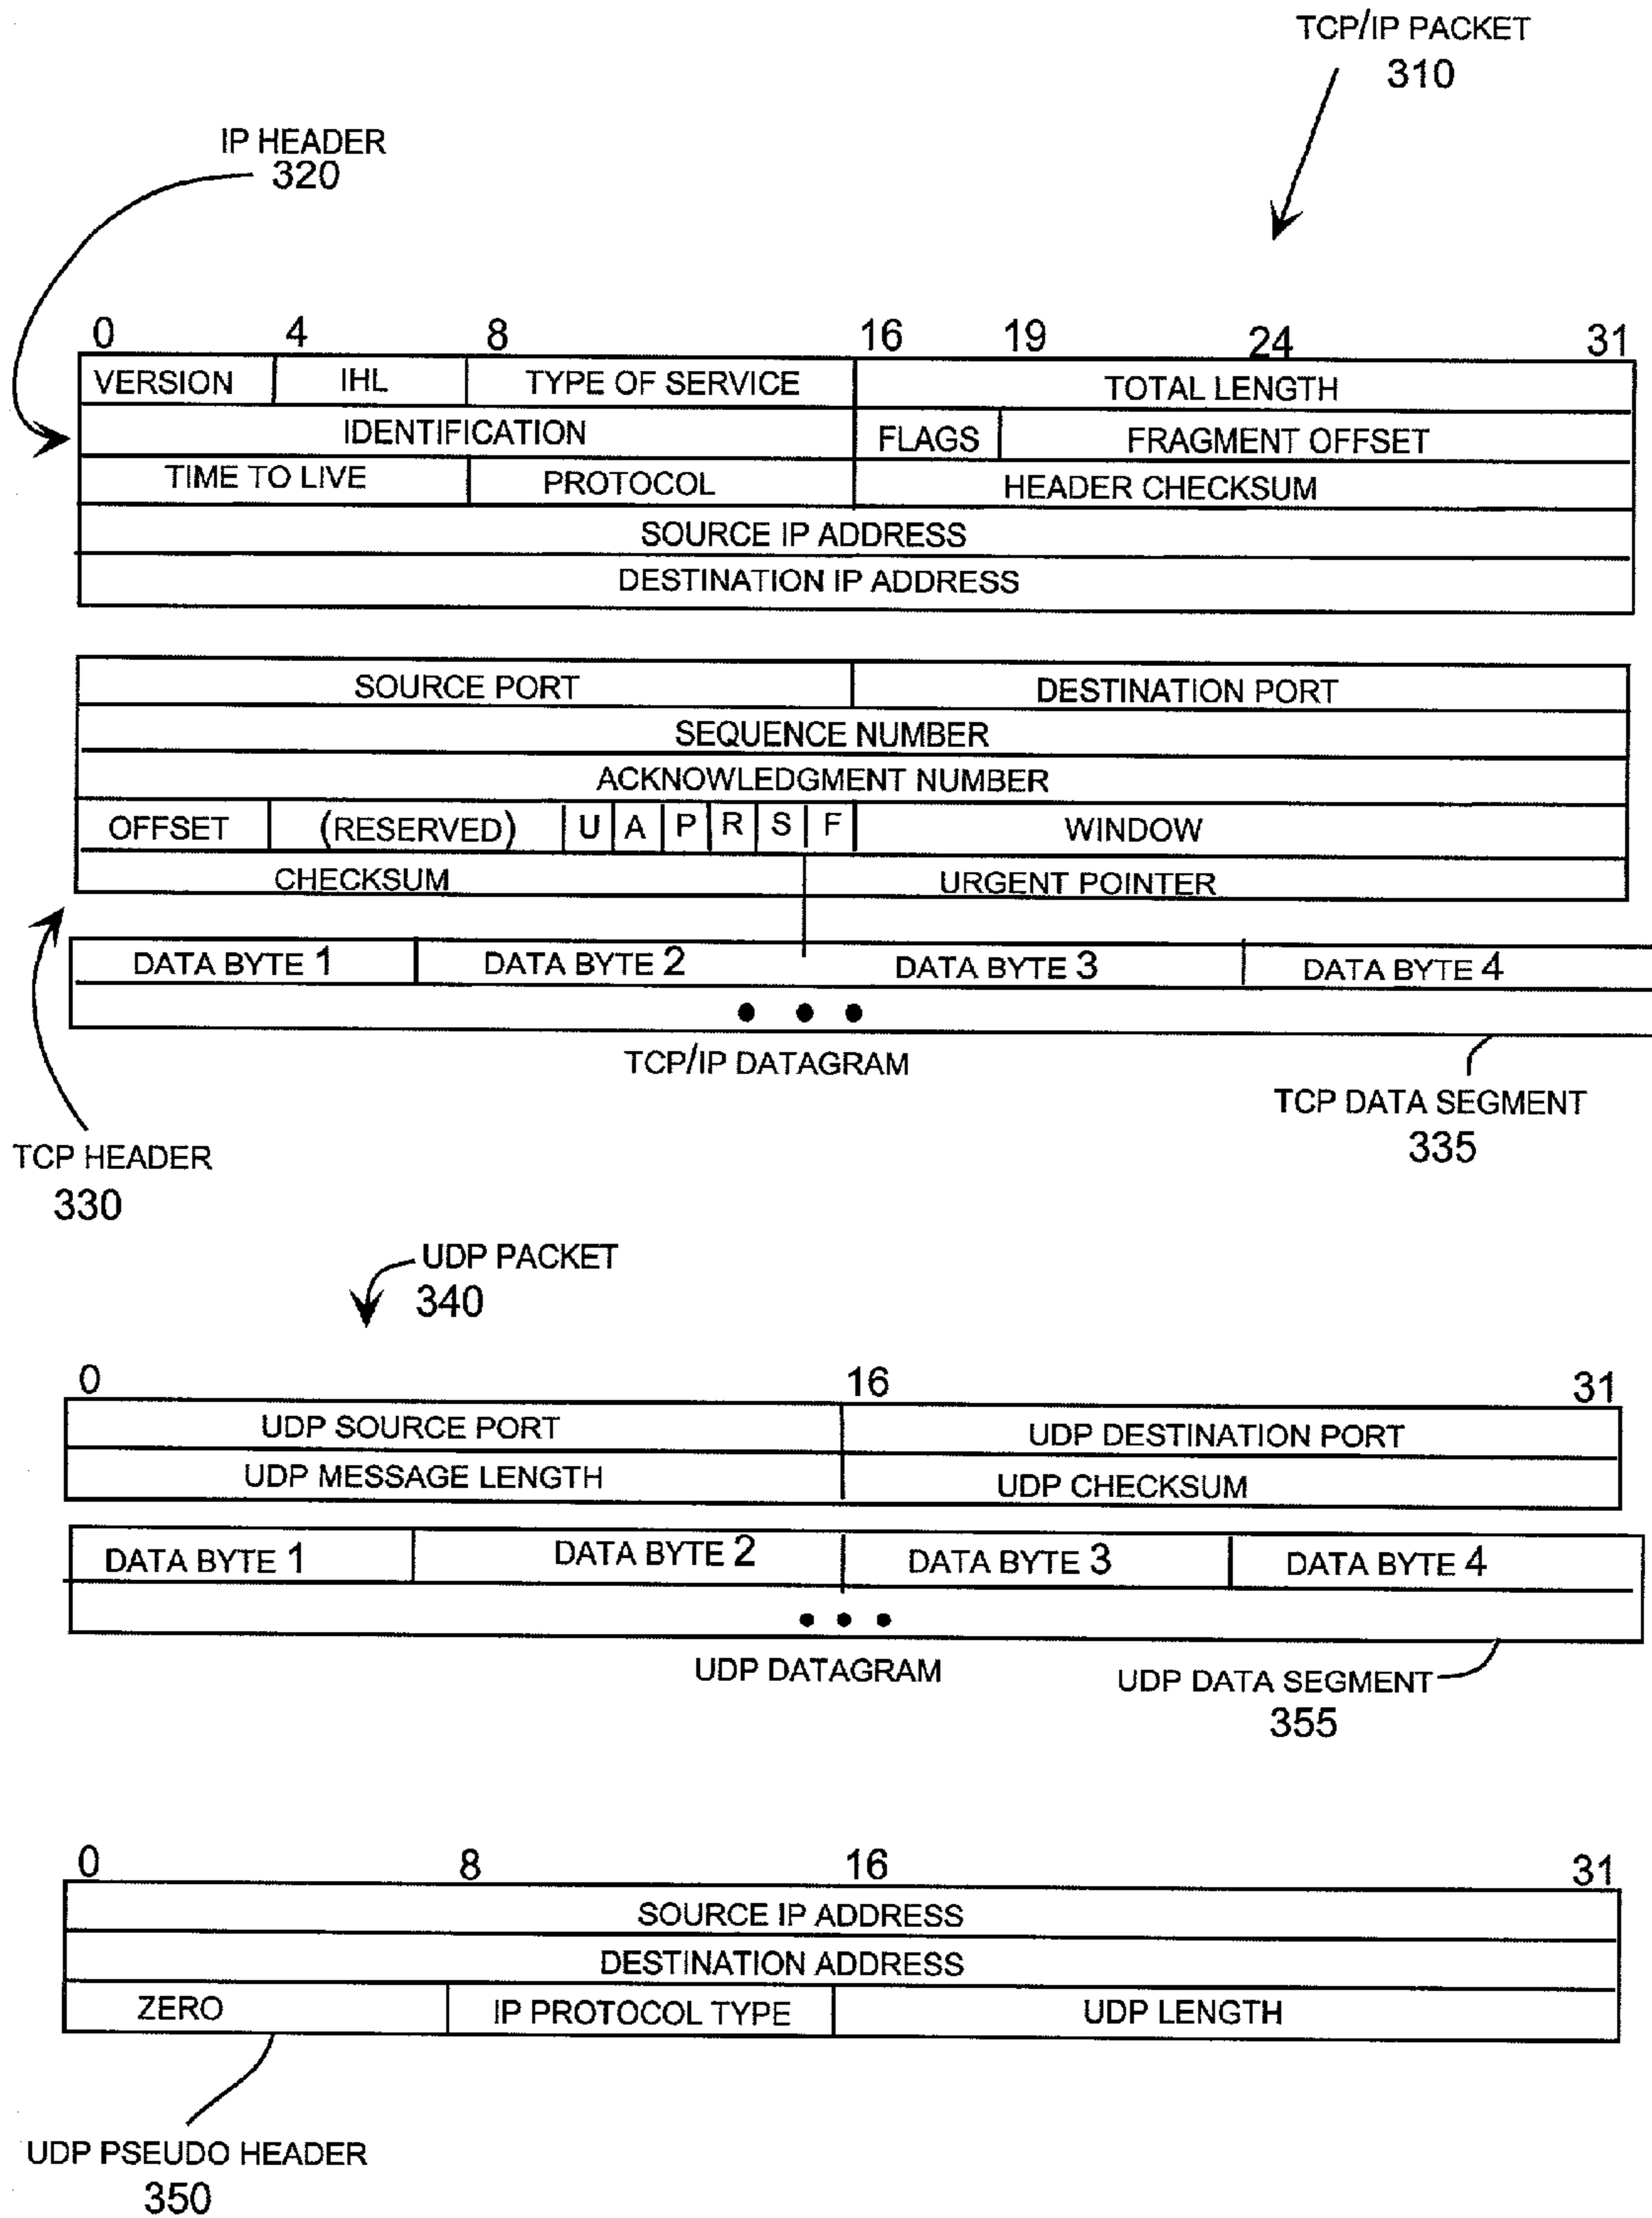 TCP/IP PACKET
310
IP HEADER
320
0 4 8 16 19 24 31
VERSION IHL TYPE OF SERVICE TOTAL LENGTH
IDENTIFICATION FLAGS FRAGMENT OFFSET
TIME TO LIVE PROTOCOL HEADER CHECKSUM
SOURCE IP ADDRESS
DESTINATION IP ADDRESS
SOURCE PORT DESTINATION PORT
SEQUENCE NUMBER
ACKNOWLEDGMENT NUMBER
OFFSET (RESERVED) U A P R S F WINDOW
CHECKSUM URGENT POINTER
DATA BYTE 1 DATA BYTE 2 DATA BYTE 3 DATA BYTE 4
• • •
TCP/IP DATAGRAM
TCP DATA SEGMENT
335
TCP HEADER
330
UDP PACKET
340
0 16 31
UDP SOURCE PORT UDP DESTINATION PORT
UDP MESSAGE LENGTH UDP CHECKSUM
DATA BYTE 1 DATA BYTE 2 DATA BYTE 3 DATA BYTE 4
• • •
UDP DATAGRAM
UDP DATA SEGMENT
355
0 8 16 31
SOURCE IP ADDRESS
DESTINATION ADDRESS
ZERO IP PROTOCOL TYPE UDP LENGTH
UDP PSEUDO HEADER
350